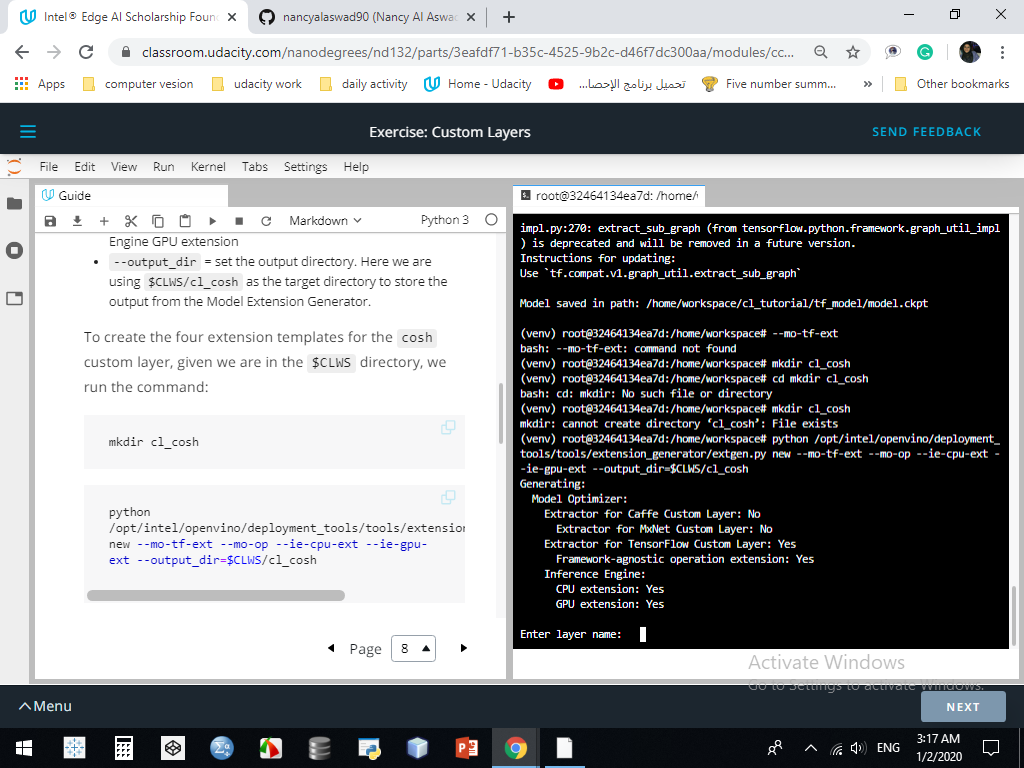 Intel® Edge AI Scholarship Foun
nancyalaswad90 (Nancy Al Aswad
classroom.udacity.com/nanodegrees/nd132/parts/3eafdf71-b35c-4525-9b2c-d46f7dc300aa/modules/cc...
Apps
computer vesion
udacity work
daily activity
Home - Udacity
تحميل برنامج الإحصا...
Five number summ...
»
Other bookmarks
Exercise: Custom Layers
SEND FEEDBACK
File Edit View Run Kernel Tabs Settings Help
Guide
Markdown
Python 3
Engine GPU extension
• --output_dir = set the output directory. Here we are
using $CLWS/cl_cosh as the target directory to store the
output from the Model Extension Generator.
To create the four extension templates for the cosh
custom layer, given we are in the $CLWS directory, we
run the command:
mkdir cl_cosh
python
/opt/intel/openvino/deployment_tools/tools/extension
new --mo-tf-ext --mo-op --ie-cpu-ext --ie-gpu-
ext --output_dir=$CLWS/cl_cosh
Page 8
root@32464134ea7d: /home/
impl.py:270: extract_sub_graph (from tensorflow.python.framework.graph_util_impl
) is deprecated and will be removed in a future version.
Instructions for updating:
Use `tf.compat.v1.graph_util.extract_sub_graph`
Model saved in path: /home/workspace/cl_tutorial/tf_model/model.ckpt
(venv) root@32464134ea7d:/home/workspace# --mo-tf-ext
bash: --mo-tf-ext: command not found
(venv) root@32464134ea7d:/home/workspace# mkdir cl_cosh
(venv) root@32464134ea7d:/home/workspace# cd mkdir cl_cosh
bash: cd: mkdir: No such file or directory
(venv) root@32464134ea7d:/home/workspace# mkdir cl_cosh
mkdir: cannot create directory ‘cl_cosh’: File exists
(venv) root@32464134ea7d:/home/workspace# python /opt/intel/openvino/deployment_
tools/tools/extension_generator/extgen.py new --mo-tf-ext --mo-op --ie-cpu-ext -
-ie-gpu-ext --output_dir=$CLWS/cl_cosh
Generating:
Model Optimizer:
Extractor for Caffe Custom Layer: No
Extractor for MxNet Custom Layer: No
Extractor for TensorFlow Custom Layer: Yes
Framework-agnostic operation extension: Yes
Inference Engine:
CPU extension: Yes
GPU extension: Yes
Enter layer name:
Activate Windows
Go to Settings to activate Windows.
Menu
NEXT
ENG
3:17 AM
1/2/2020